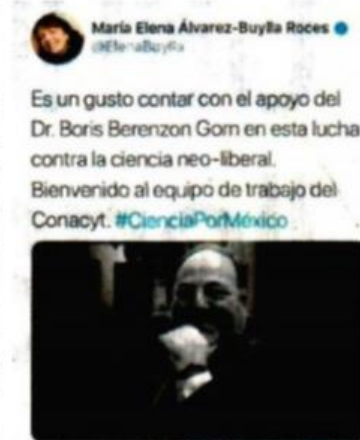 María Elena Álvarez-Buylla Roces
@ElenaBuylla
Es un gusto contar con el apoyo del
Dr. Boris Berenzon Gorn en esta lucha
contra la ciencia neo-liberal.
Bienvenido al equipo de trabajo del
Conacyt. #CienciaPorMéxico